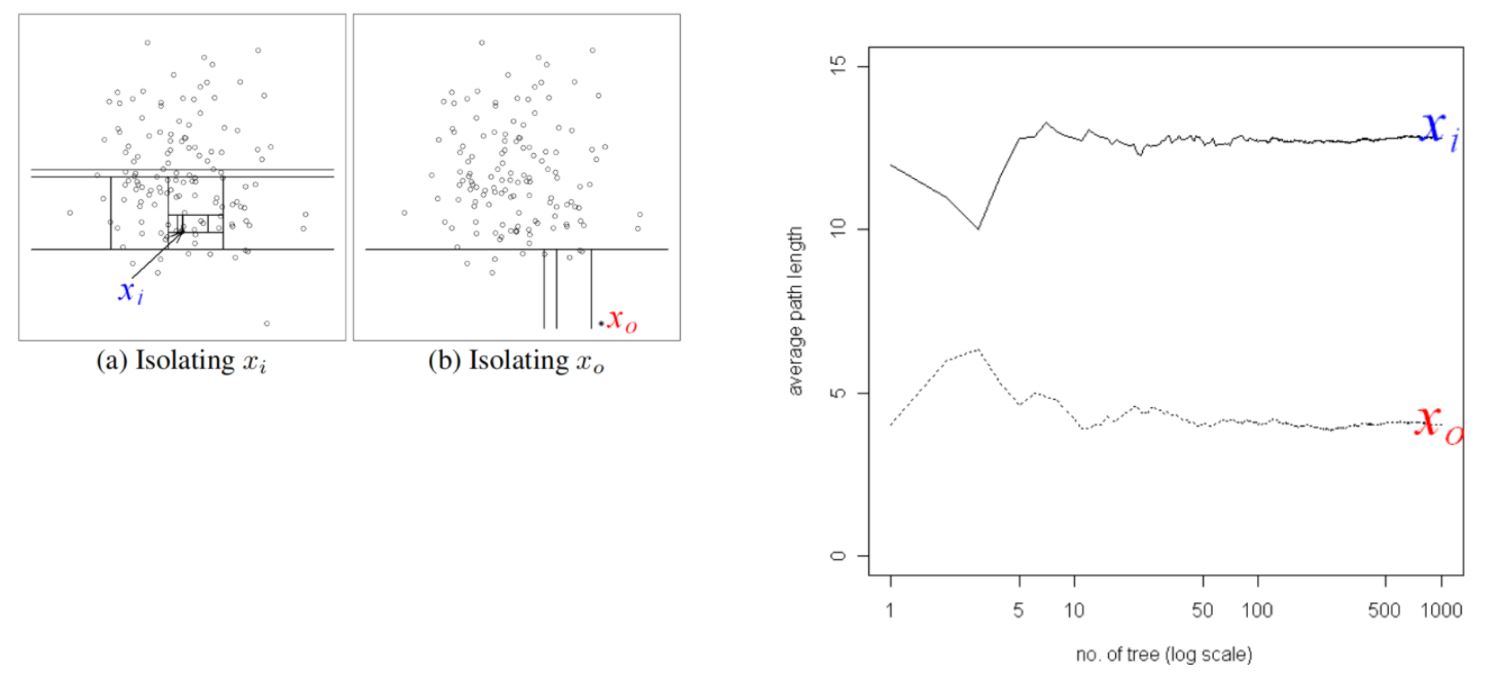 x_i
(a) Isolating x_i
x_o
(b) Isolating x_o
average path length
15
10
5
0
x_i
x_o
1 5 10 50 100 500 1000
no. of tree (log scale)